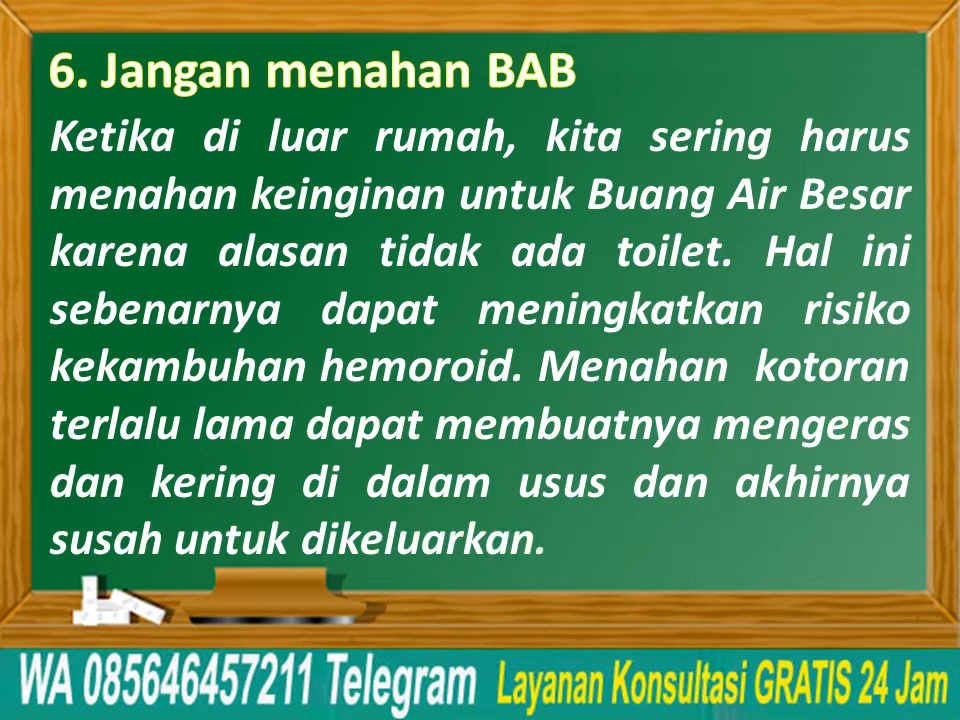 6. Jangan menahan BAB
Ketika di luar rumah, kita sering harus
menahan keinginan untuk Buang Air Besar
karena alasan tidak ada toilet. Hal ini
sebenarnya dapat meningkatkan risiko
kekambuhan hemoroid. Menahan kotoran
terlalu lama dapat membuatnya mengeras
dan kering di dalam usus dan akhirnya
susah untuk dikeluarkan.
WA 085646457211 Telegram Layanan Konsultasi GRATIS 24 Jam